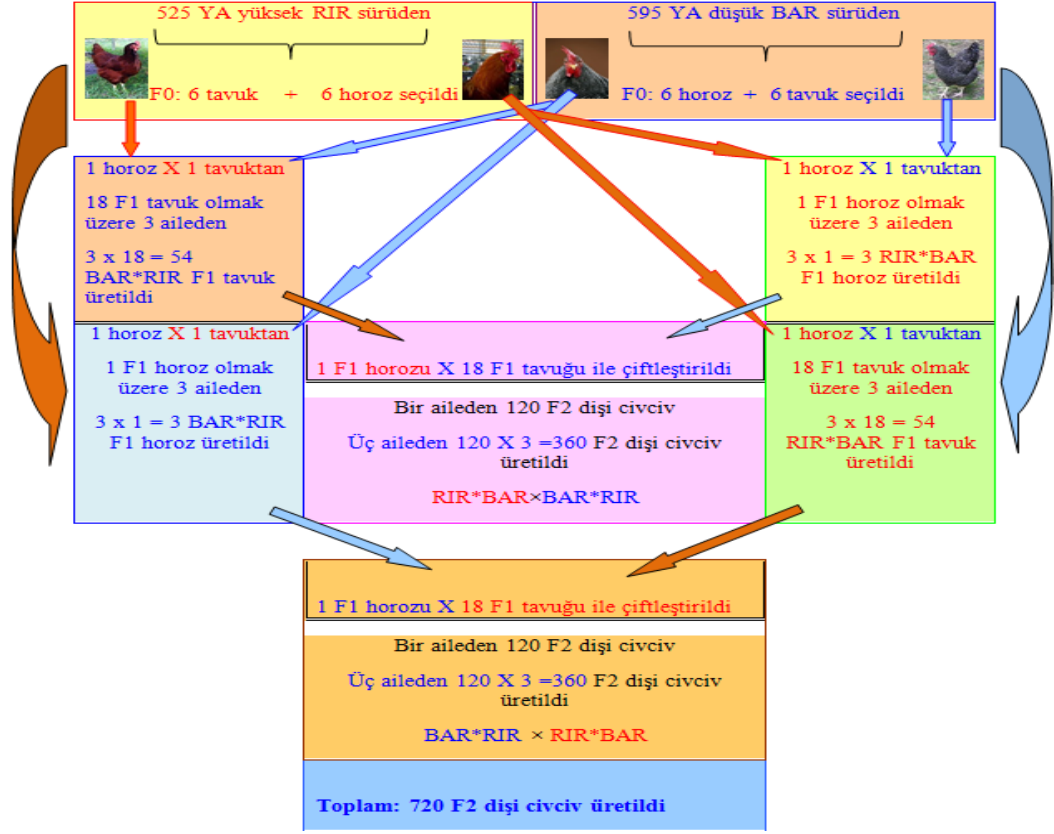 525 YA yüksek RIR sürüden
F0: 6 tavuk + 6 horoz seçildi
595 YA düşük BAR sürüden
F0: 6 horoz + 6 tavuk seçildi
1 horoz X 1 tavuktan
18 F1 tavuk olmak
üzere 3 aileden
3 x 18 = 54
BAR*RIR F1 tavuk
üretildi
1 horoz X 1 tavuktan
1 F1 horoz olmak
üzere 3 aileden
3 x 1 = 3 RIR*BAR
F1 horoz üretildi
1 horoz X 1 tavuktan
1 F1 horoz olmak
üzere 3 aileden
3 x 1 = 3 BAR*RIR
F1 horoz üretildi
1 F1 horozu X 18 F1 tavuğu ile çiftleştirildi
Bir aileden 120 F2 dişi civciv
Üç aileden 120 X 3 =360 F2 dişi civciv
üretildi
RIR*BAR×BAR*RIR
1 horoz X 1 tavuktan
18 F1 tavuk olmak
üzere 3 aileden
3 x 18 = 54
RIR*BAR F1 tavuk
üretildi
1 F1 horozu X 18 F1 tavuğu ile çiftleştirildi
Bir aileden 120 F2 dişi civciv
Üç aileden 120 X 3 =360 F2 dişi civciv
üretildi
BAR*RIR × RIR*BAR
Toplam: 720 F2 dişi civciv üretildi